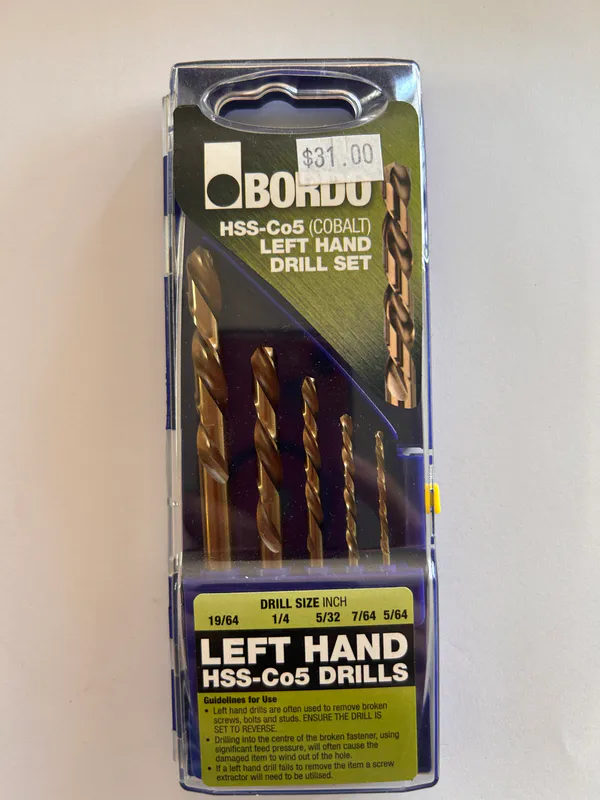 $31.00
BORDO
HSS-Co5 (COBALT)
LEFT HAND
DRILL SET
DRILL SIZE INCH
19/64 1/4 5/32 7/64 5/64
LEFT HAND
HSS-Co5 DRILLS
Guidelines for Use
• Left hand drills are often used to remove broken
screws, bolts and studs. ENSURE THE DRILL IS
SET TO REVERSE.
• Drilling into the centre of the broken fastener, using
significant feed pressure, will often cause the
damaged item to wind out of the hole.
• If a left hand drill fails to remove the item a screw
extractor will need to be utilised.